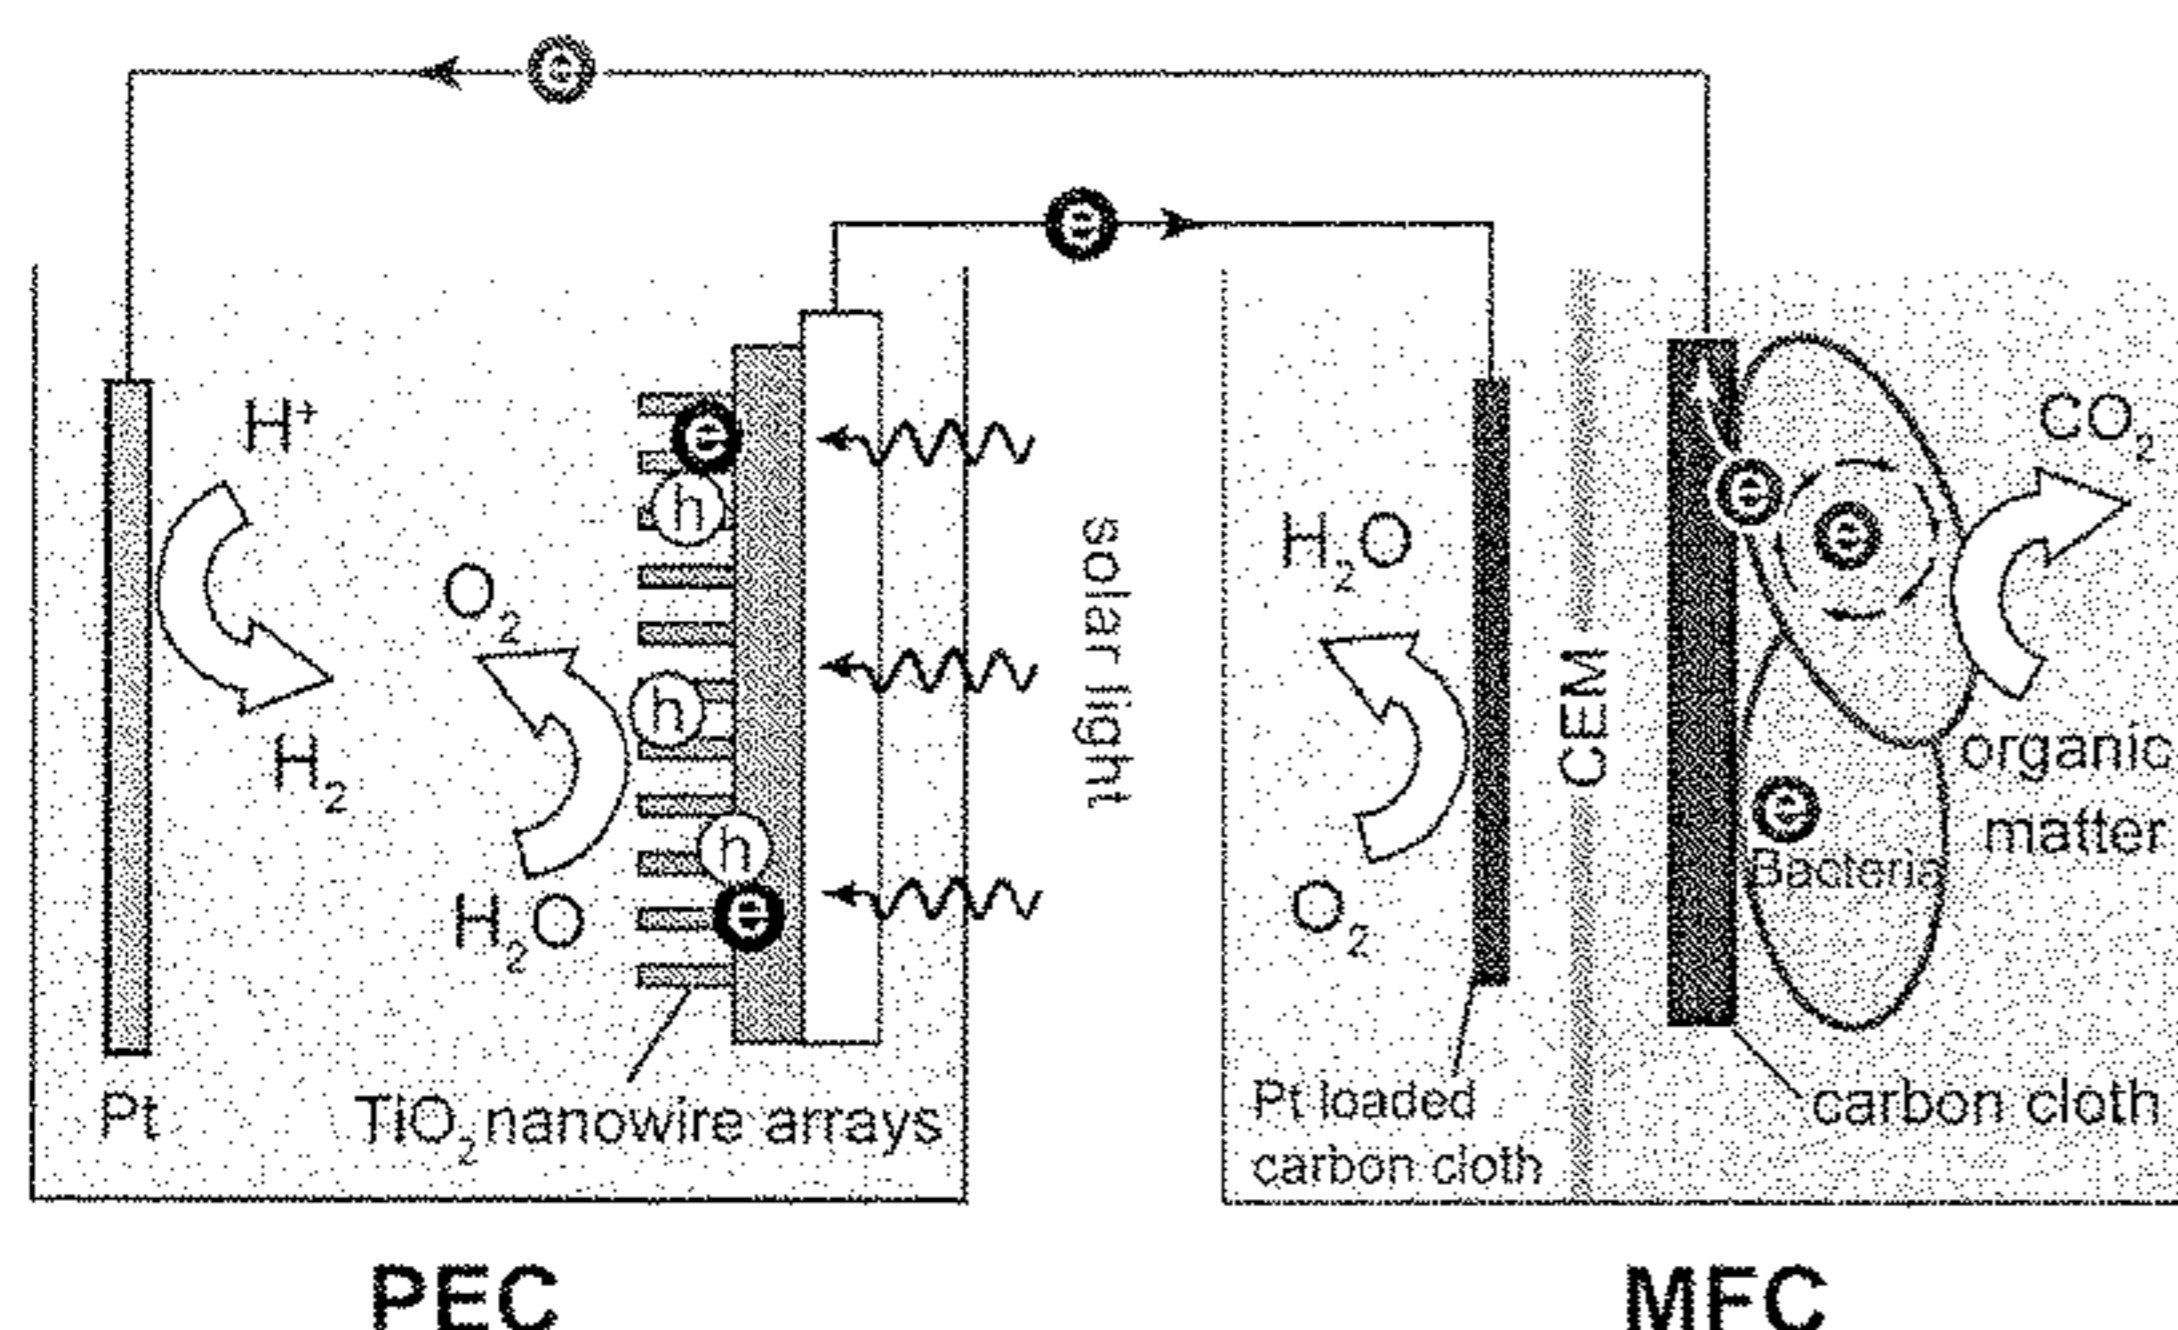 e
e
H⁺
H₂
O₂
H₂O
e
h
h
h
e
solar light
Pt
TiO₂ nanowire arrays
H₂O
O₂
Pt loaded
carbon cloth
CEM
e
e
e
Bacteria
CO₂
organic
matter
carbon cloth
PEC
MFC